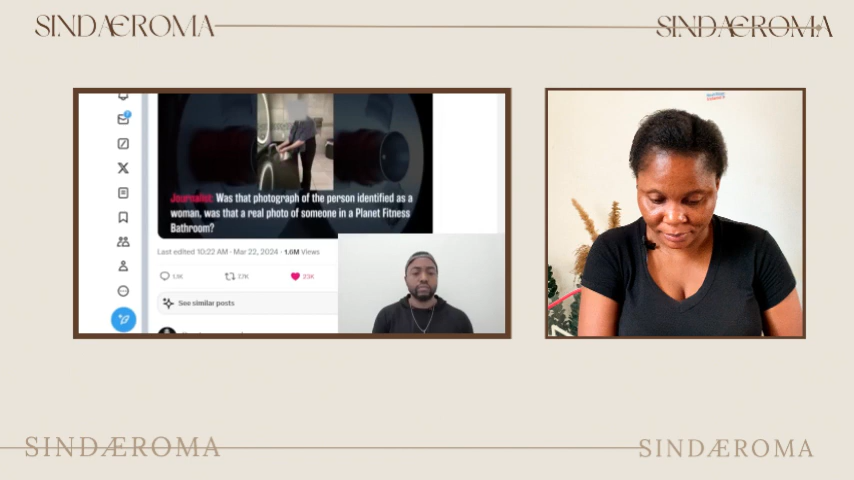 SINDÆROMA
SINDÆROMA
Journalist: Was that photograph of the person identified as a
woman, was that a real photo of someone in a Planet Fitness
Bathroom?
Last edited 10:22 AM · Mar 22, 2024 · 1.0M Views
See similar posts
SINDÆROMA
SINDÆROMA